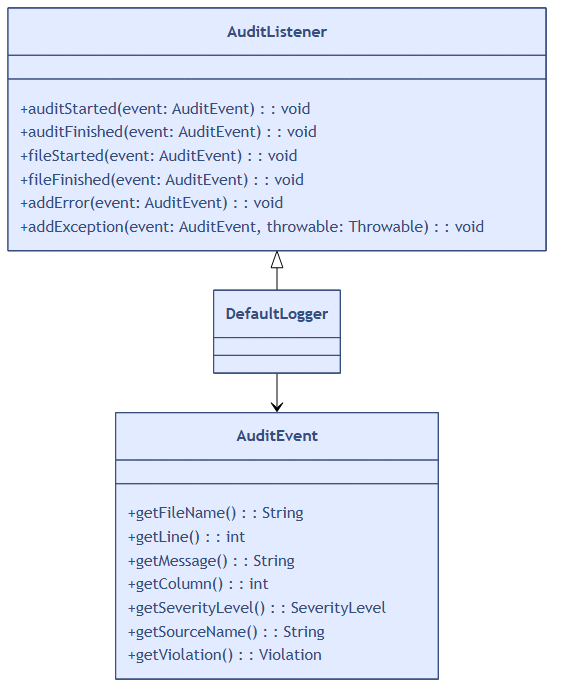 AuditListener
+auditStarted(event: AuditEvent) : : void
+auditFinished(event: AuditEvent) : : void
+fileStarted(event: AuditEvent) : : void
+fileFinished(event: AuditEvent) : : void
+addError(event: AuditEvent) : : void
+addException(event: AuditEvent, throwable: Throwable) : : void
DefaultLogger
AuditEvent
+getFileName() : : String
+getLine() : : int
+getMessage() : : String
+getColumn() : : int
+getSeverityLevel() : : SeverityLevel
+getSourceName() : : String
+getViolation() : : Violation